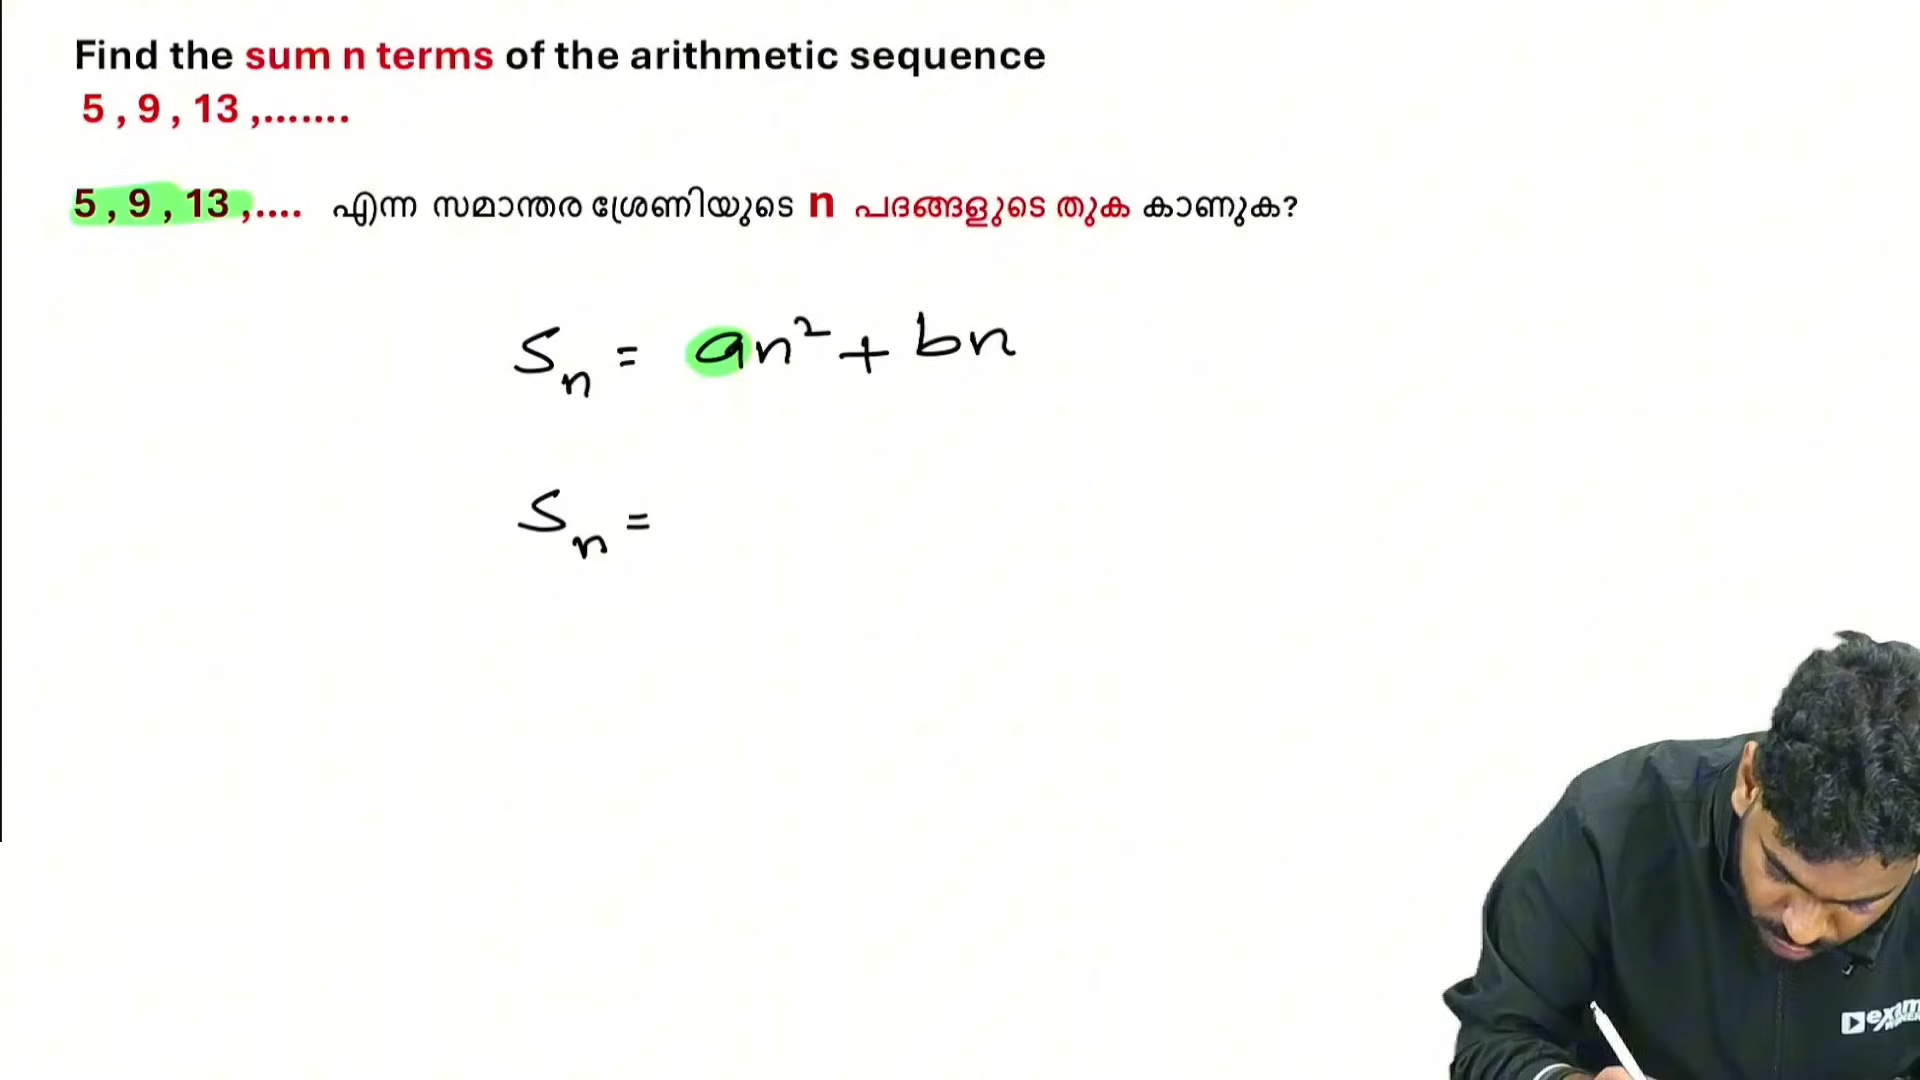 Find the sum n terms of the arithmetic sequence
5 , 9 , 13 ,.......
5 , 9 , 13 ,.... എന്ന സമാന്തര ശ്രേണിയുടെ n പദങ്ങളുടെ തുക കാണുക?
Sₙ = an² + bn
Sₙ =
exam